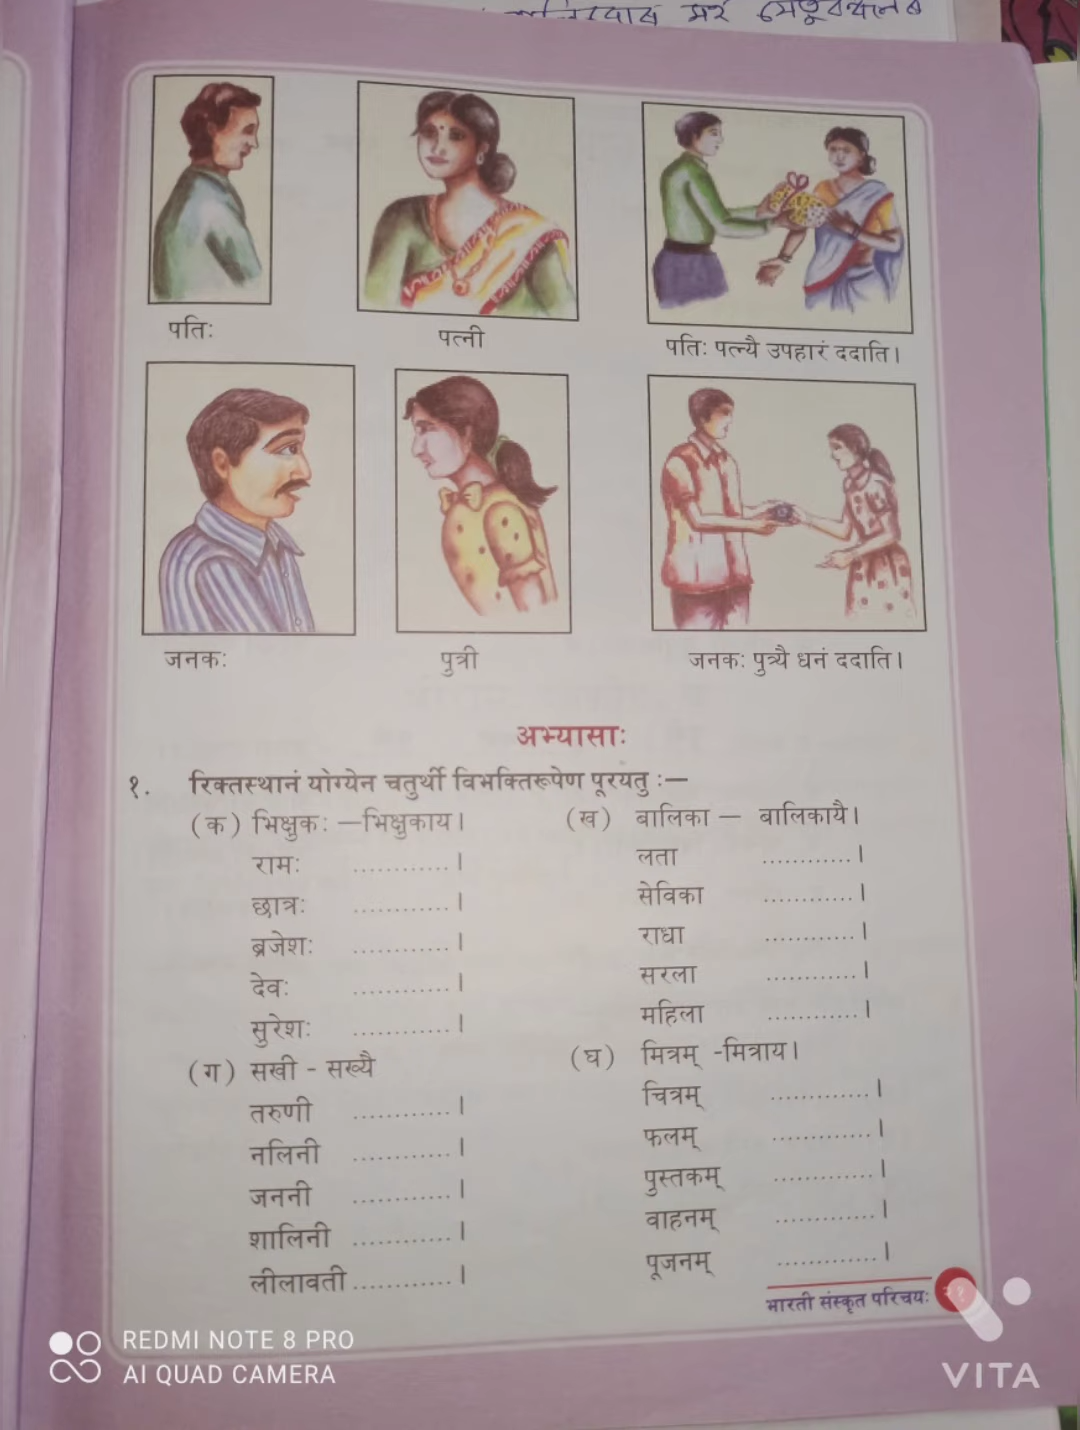 पतिः
पत्नी
पतिः पत्न्यै उपहारं ददाति।
जनकः
पुत्री
जनकः पुत्र्यै धनं ददाति।
अभ्यासाः
१. रिक्तस्थानं योग्येन चतुर्थी विभक्तिरूपेण पूरयतु :—
(क) भिक्षुकः —भिक्षुकाय।
रामः ............।
छात्रः ............।
ब्रजेशः ............।
देवः ............।
सुरेशः ............।
(ख) बालिका — बालिकायै।
लता ............।
सेविका ............।
राधा ............।
सरला ............।
महिला ............।
(ग) सखी - सख्यै
तरुणी ............।
नलिनी ............।
जननी ............।
शालिनी ............।
लीलावती ............।
(घ) मित्रम् -मित्राय।
चित्रम् ............।
फलम् ............।
पुस्तकम् ............।
वाहनम् ............।
पूजनम् ............।
भारती संस्कृत परिचयः
REDMI NOTE 8 PRO
AI QUAD CAMERA
VITA